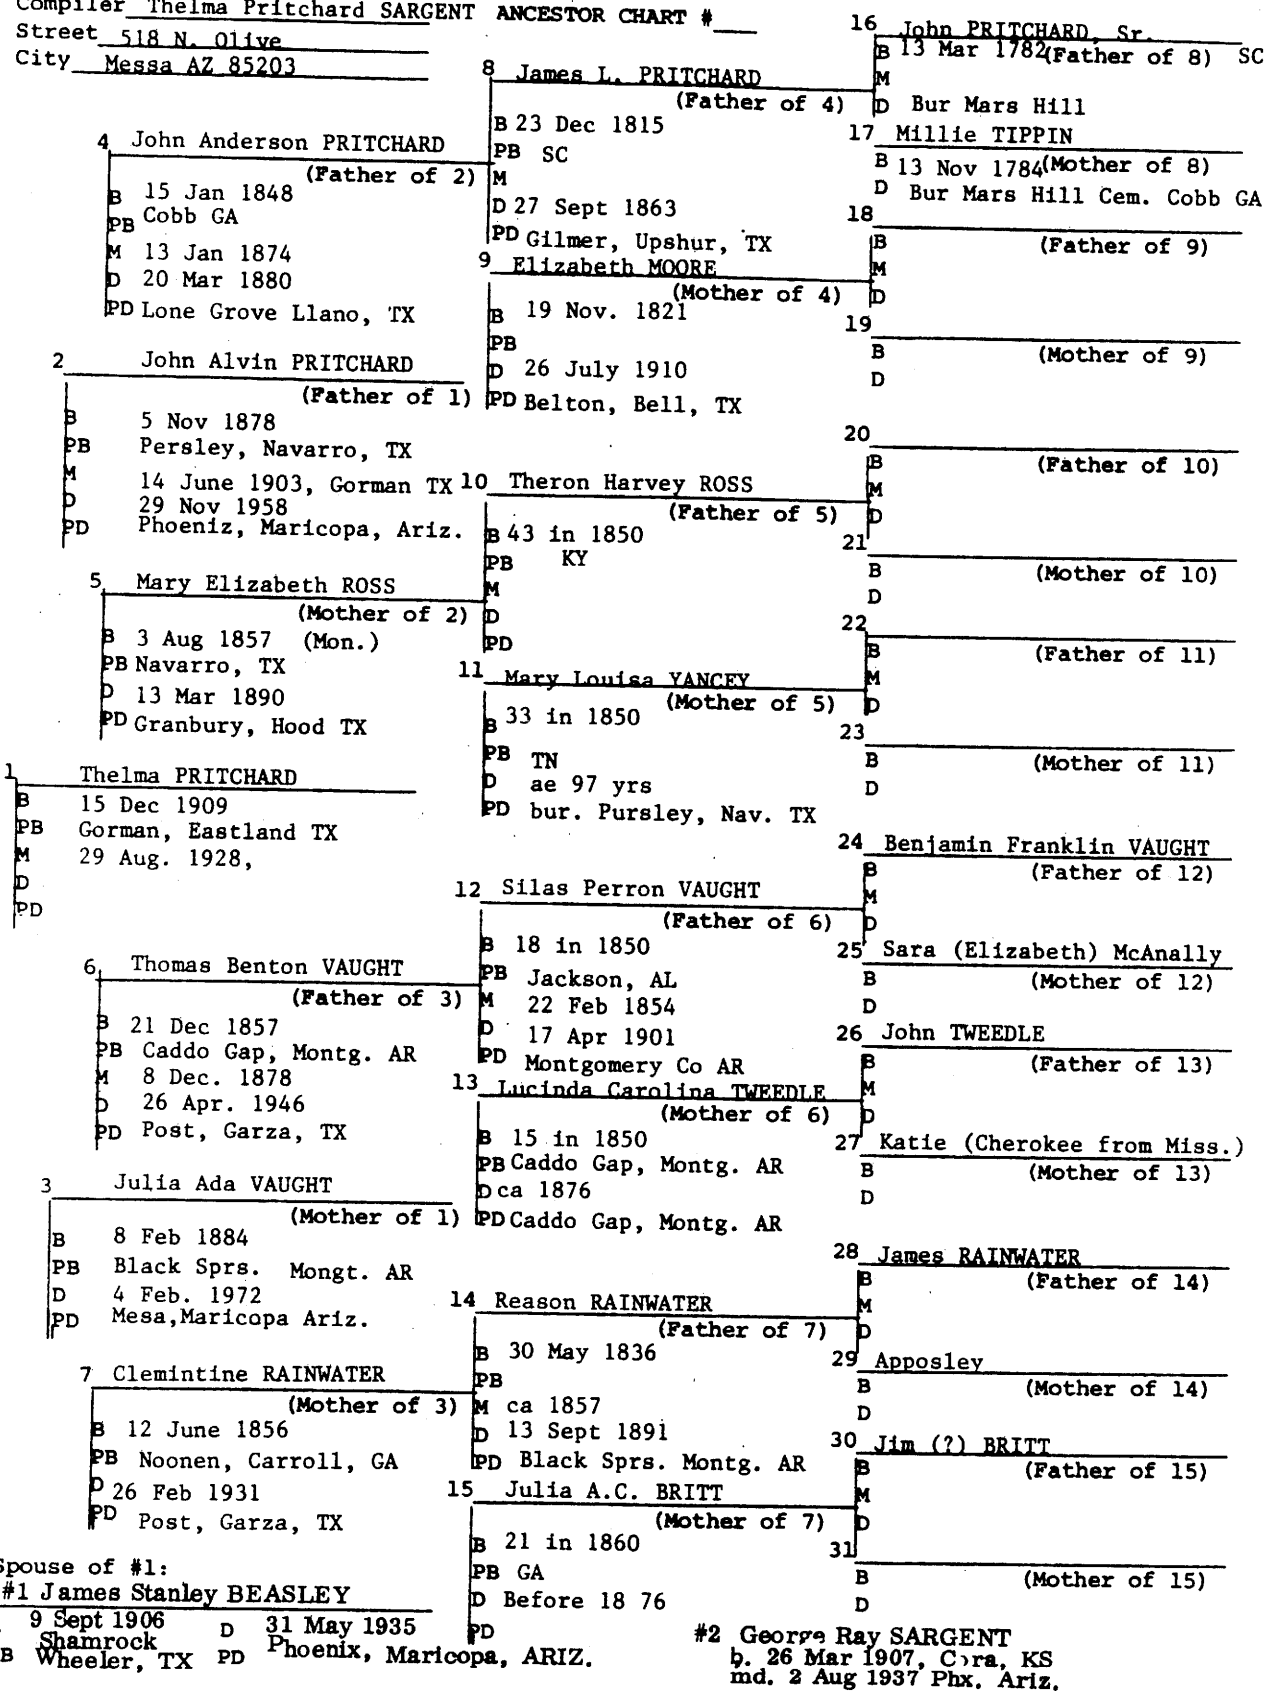 Compiler Thelma Pritchard SARGENT ANCESTOR CHART #
Street 518 N. Olive
City Messa AZ 85203
16 John PRITCHARD, Sr.
B 13 Mar 1782 (Father of 8) SC
M
D Bur Mars Hill
8 James L. PRITCHARD
(Father of 4)
B 23 Dec 1815
PB SC
M
D 27 Sept 1863
PD Gilmer, Upshur, TX
17 Millie TIPPIN
B 13 Nov 1784 (Mother of 8)
D Bur Mars Hill Cem. Cobb GA
4 John Anderson PRITCHARD
(Father of 2)
B 15 Jan 1848
PB Cobb GA
M 13 Jan 1874
D 20 Mar 1880
PD Lone Grove Llano, TX
18
B (Father of 9)
M
D
9 Elizabeth MOORE
(Mother of 4)
B 19 Nov. 1821
PB
D 26 July 1910
PD Belton, Bell, TX
19
B (Mother of 9)
D
2 John Alvin PRITCHARD
(Father of 1)
B 5 Nov 1878
PB Persley, Navarro, TX
M 14 June 1903, Gorman TX
D 29 Nov 1958
PD Phoeniz, Maricopa, Ariz.
20
B (Father of 10)
M
D
10 Theron Harvey ROSS
(Father of 5)
B 43 in 1850
PB KY
M
D
PD
21
B (Mother of 10)
D
5 Mary Elizabeth ROSS
(Mother of 2)
B 3 Aug 1857 (Mon.)
PB Navarro, TX
D 13 Mar 1890
PD Granbury, Hood TX
22
B (Father of 11)
M
D
11 Mary Louisa YANCEY
(Mother of 5)
B 33 in 1850
PB TN
D ae 97 yrs
PD bur. Pursley, Nav. TX
23
B (Mother of 11)
D
1 Thelma PRITCHARD
B 15 Dec 1909
PB Gorman, Eastland TX
M 29 Aug. 1928,
D
PD
24 Benjamin Franklin VAUGHT
B (Father of 12)
M
D
12 Silas Perron VAUGHT
(Father of 6)
B 18 in 1850
PB Jackson, AL
M 22 Feb 1854
D 17 Apr 1901
PD Montgomery Co AR
25 Sara (Elizabeth) McAnally
B (Mother of 12)
D
6 Thomas Benton VAUGHT
(Father of 3)
B 21 Dec 1857
PB Caddo Gap, Montg. AR
M 8 Dec. 1878
D 26 Apr. 1946
PD Post, Garza, TX
26 John TWEEDLE
B (Father of 13)
M
D
13 Lucinda Carolina TWEEDLE
(Mother of 6)
B 15 in 1850
PB Caddo Gap, Montg. AR
D ca 1876
PD Caddo Gap, Montg. AR
27 Katie (Cherokee from Miss.)
B (Mother of 13)
D
3 Julia Ada VAUGHT
(Mother of 1)
B 8 Feb 1884
PB Black Sprs. Mongt. AR
D 4 Feb. 1972
PD Mesa,Maricopa Ariz.
28 James RAINWATER
B (Father of 14)
M
D
14 Reason RAINWATER
(Father of 7)
B 30 May 1836
PB
M ca 1857
D 13 Sept 1891
PD Black Sprs. Montg. AR
29 Apposley
B (Mother of 14)
D
7 Clemintine RAINWATER
(Mother of 3)
B 12 June 1856
PB Noonen, Carroll, GA
D 26 Feb 1931
PD Post, Garza, TX
30 Jim (?) BRITT
B (Father of 15)
M
D
15 Julia A.C. BRITT
(Mother of 7)
B 21 in 1860
PB GA
D Before 18 76
PD
31
B (Mother of 15)
D
Spouse of #1:
#1 James Stanley BEASLEY
9 Sept 1906 D 31 May 1935
Shamrock
B Wheeler, TX PD Phoenix, Maricopa, ARIZ.
#2 George Ray SARGENT
b. 26 Mar 1907, KS
md. 2 Aug 1937 Phx. Ariz.